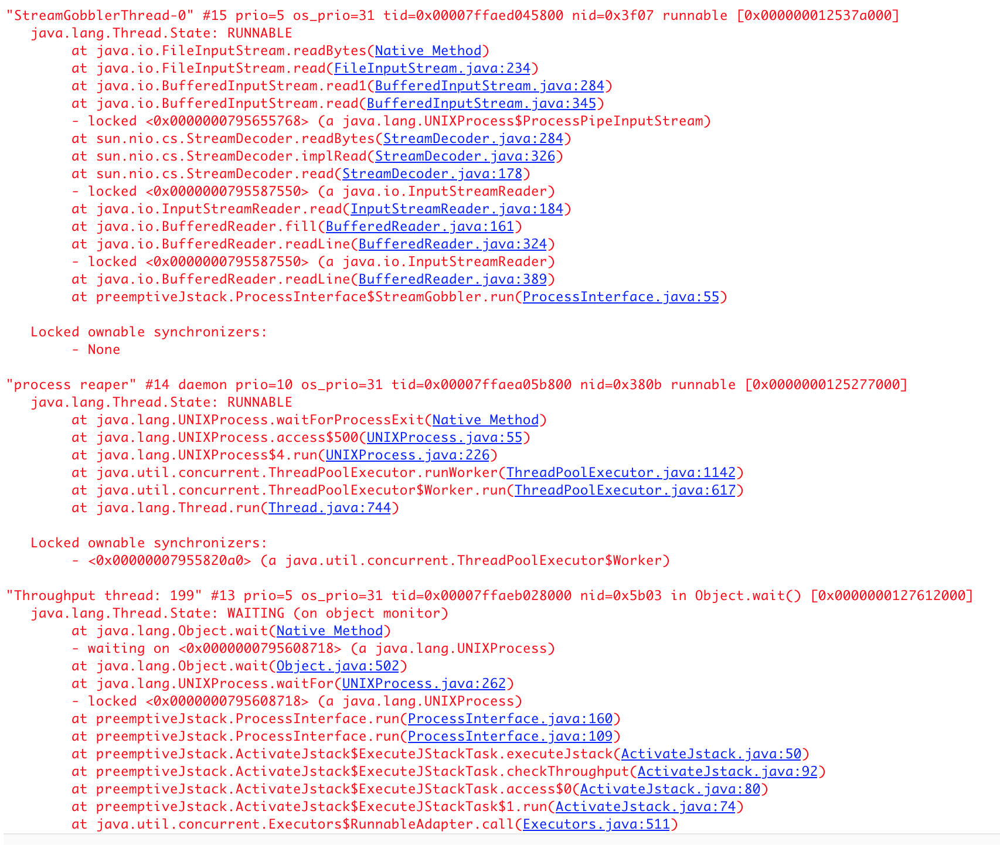 "StreamGobblerThread-0" #15 prio=5 os_prio=31 tid=0x00007ffaed045800 nid=0x3f07 runnable [0x000000012537a000]
java.lang.Thread.State: RUNNABLE
at java.io.FileInputStream.readBytes(Native Method)
at java.io.FileInputStream.read(FileInputStream.java:234)
at java.io.BufferedInputStream.read1(BufferedInputStream.java:284)
at java.io.BufferedInputStream.read(BufferedInputStream.java:345)
- locked <0x0000000795655768> (a java.lang.UNIXProcess$ProcessPipeInputStream)
at sun.nio.cs.StreamDecoder.readBytes(StreamDecoder.java:284)
at sun.nio.cs.StreamDecoder.implRead(StreamDecoder.java:326)
at sun.nio.cs.StreamDecoder.read(StreamDecoder.java:178)
- locked <0x0000000795587550> (a java.io.InputStreamReader)
at java.io.InputStreamReader.read(InputStreamReader.java:184)
at java.io.BufferedReader.fill(BufferedReader.java:161)
at java.io.BufferedReader.readLine(BufferedReader.java:324)
- locked <0x0000000795587550> (a java.io.InputStreamReader)
at java.io.BufferedReader.readLine(BufferedReader.java:389)
at preemptiveJstack.ProcessInterface$StreamGobbler.run(ProcessInterface.java:55)
Locked ownable synchronizers:
- None
"process reaper" #14 daemon prio=10 os_prio=31 tid=0x00007ffaea05b800 nid=0x380b runnable [0x0000000125277000]
java.lang.Thread.State: RUNNABLE
at java.lang.UNIXProcess.waitForProcessExit(Native Method)
at java.lang.UNIXProcess.access$500(UNIXProcess.java:55)
at java.lang.UNIXProcess$4.run(UNIXProcess.java:226)
at java.util.concurrent.ThreadPoolExecutor.runWorker(ThreadPoolExecutor.java:1142)
at java.util.concurrent.ThreadPoolExecutor$Worker.run(ThreadPoolExecutor.java:617)
at java.lang.Thread.run(Thread.java:744)
Locked ownable synchronizers:
- <0x00000007955820a0> (a java.util.concurrent.ThreadPoolExecutor$Worker)
"Throughput thread: 199" #13 prio=5 os_prio=31 tid=0x00007ffaeb028000 nid=0x5b03 in Object.wait() [0x0000000127612000]
java.lang.Thread.State: WAITING (on object monitor)
at java.lang.Object.wait(Native Method)
- waiting on <0x0000000795608718> (a java.lang.UNIXProcess)
at java.lang.Object.wait(Object.java:502)
at java.lang.UNIXProcess.waitFor(UNIXProcess.java:262)
- locked <0x0000000795608718> (a java.lang.UNIXProcess)
at preemptiveJstack.ProcessInterface.run(ProcessInterface.java:160)
at preemptiveJstack.ProcessInterface.run(ProcessInterface.java:109)
at preemptiveJstack.ActivateJstack$ExecuteJStackTask.executeJstack(ActivateJstack.java:50)
at preemptiveJstack.ActivateJstack$ExecuteJStackTask.checkThroughput(ActivateJstack.java:92)
at preemptiveJstack.ActivateJstack$ExecuteJStackTask.access$0(ActivateJstack.java:80)
at preemptiveJstack.ActivateJstack$ExecuteJStackTask$1.run(ActivateJstack.java:74)
at java.util.concurrent.Executors$RunnableAdapter.call(Executors.java:511)